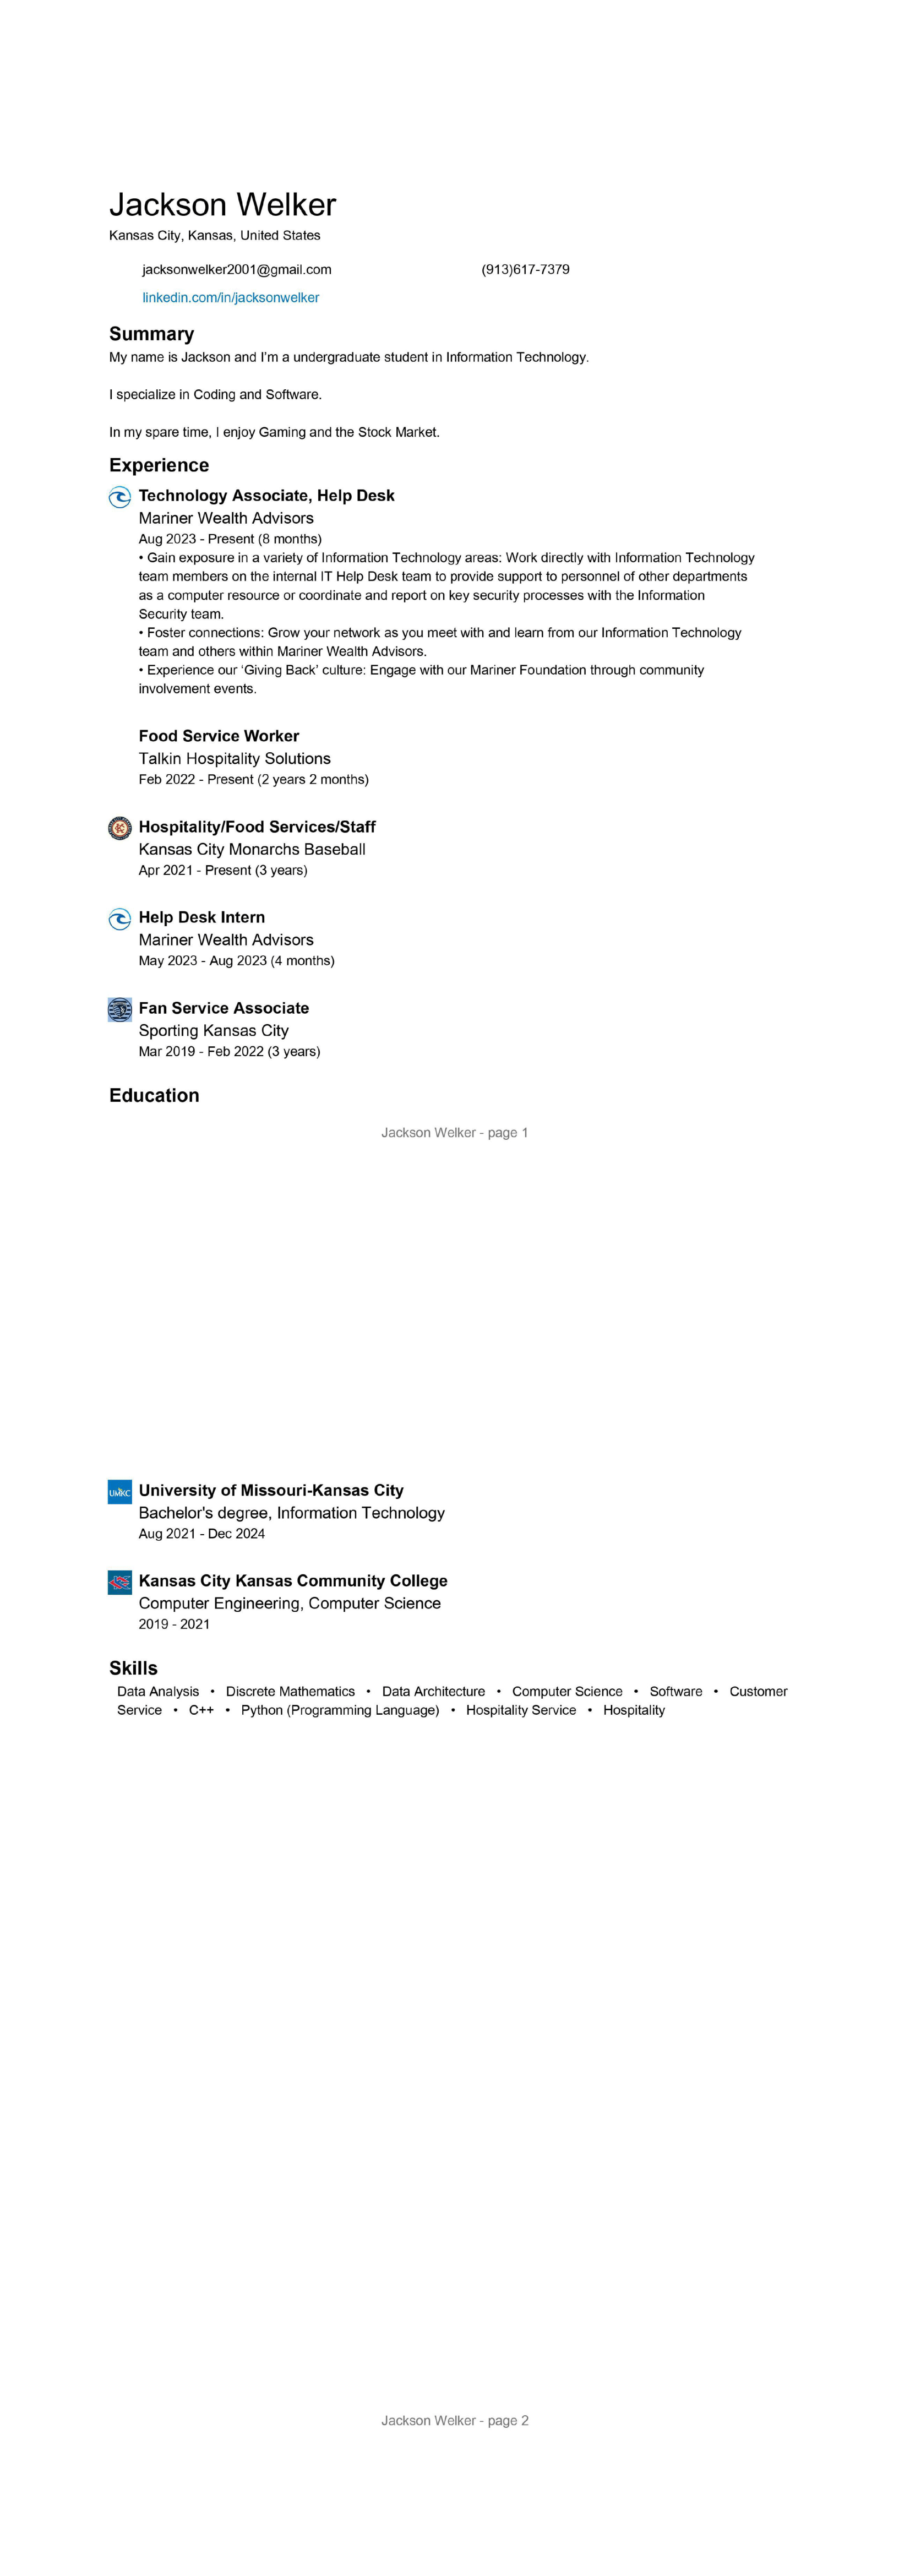 Jackson Welker
Kansas City, Kansas, United States
jacksonwelker2001@gmail.com (913)617-7379
linkedin.com/in/jacksonwelker
Summary
My name is Jackson and I'm a undergraduate student in Information Technology.
I specialize in Coding and Software.
In my spare time, I enjoy Gaming and the Stock Market.
Experience
Technology Associate, Help Desk
Mariner Wealth Advisors
Aug 2023 - Present (8 months)
• Gain exposure in a variety of Information Technology areas: Work directly with Information Technology
team members on the internal IT Help Desk team to provide support to personnel of other departments
as a computer resource or coordinate and report on key security processes with the Information
Security team.
• Foster connections: Grow your network as you meet with and learn from our Information Technology
team and others within Mariner Wealth Advisors.
• Experience our ‘Giving Back’ culture: Engage with our Mariner Foundation through community
involvement events.
Food Service Worker
Talkin Hospitality Solutions
Feb 2022 - Present (2 years 2 months)
Hospitality/Food Services/Staff
Kansas City Monarchs Baseball
Apr 2021 - Present (3 years)
Help Desk Intern
Mariner Wealth Advisors
May 2023 - Aug 2023 (4 months)
Fan Service Associate
Sporting Kansas City
Mar 2019 - Feb 2022 (3 years)
Education
Jackson Welker - page 1
UMKC University of Missouri-Kansas City
Bachelor's degree, Information Technology
Aug 2021 - Dec 2024
Kansas City Kansas Community College
Computer Engineering, Computer Science
2019 - 2021
Skills
Data Analysis • Discrete Mathematics • Data Architecture • Computer Science • Software • Customer
Service • C++ • Python (Programming Language) • Hospitality Service • Hospitality
Jackson Welker - page 2